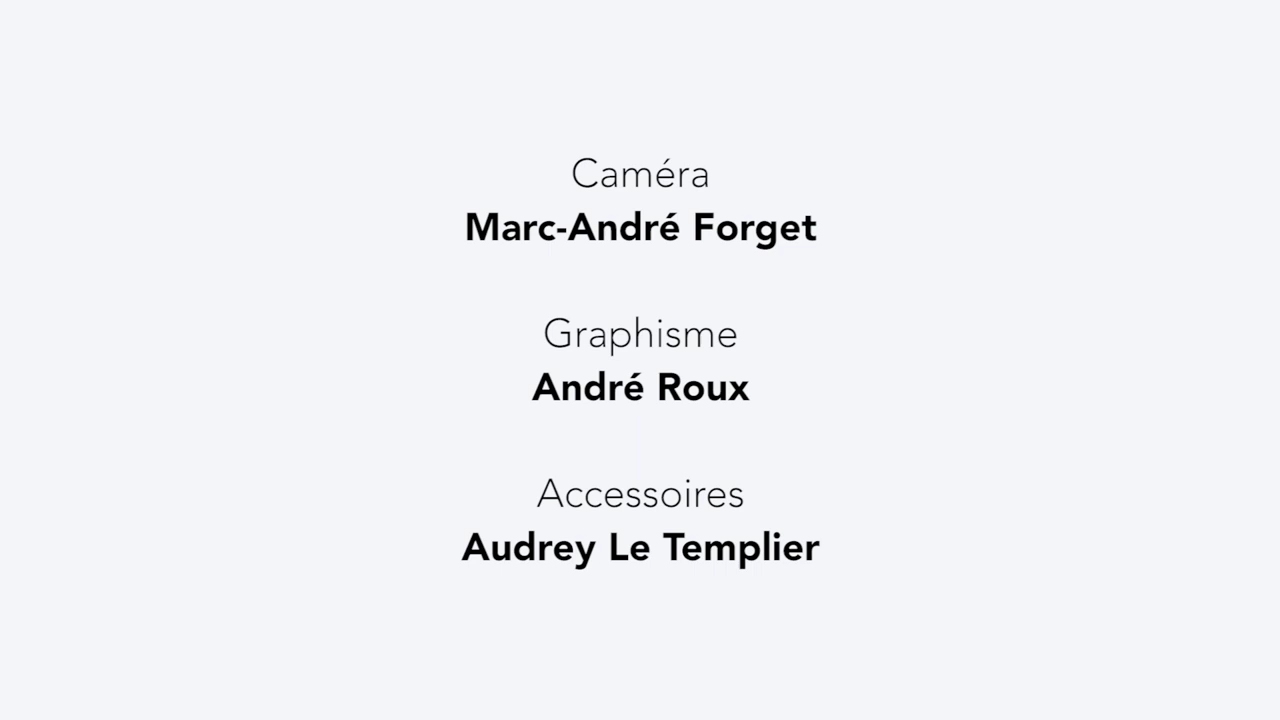 Caméra
Marc-André Forget
Graphisme
André Roux
Accessoires
Audrey Le Templier